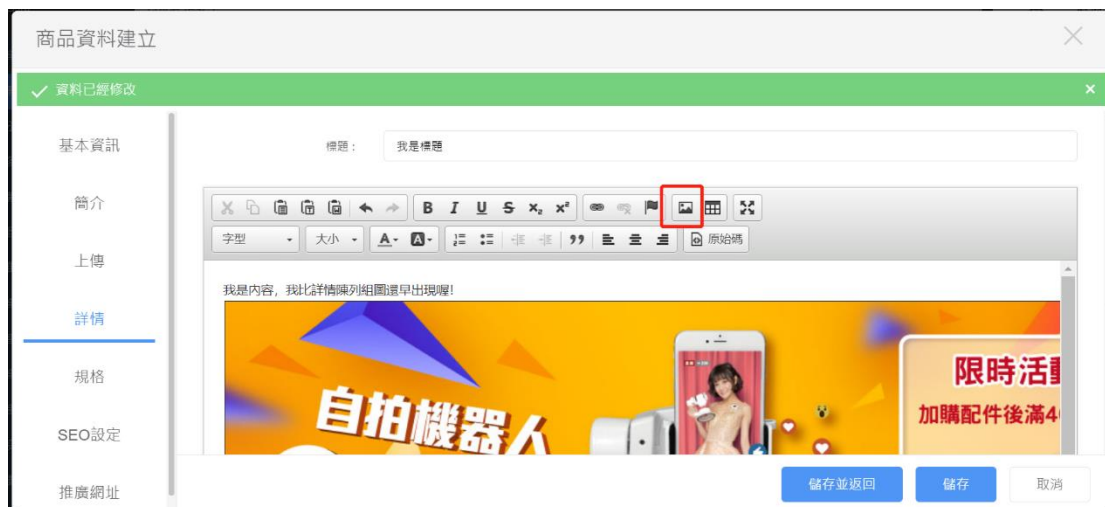 商品資料建立
資料已經修改
基本資訊
簡介
上傳
詳情
規格
SEO設定
推廣網址
標題：
我是標題
B I U S x₂ x²
字型 大小 A A 原始碼
我是內容，我比詳情陳列組圖還早出現喔!
自拍機器人
限時活動
加購配件後滿4
儲存並返回
儲存
取消